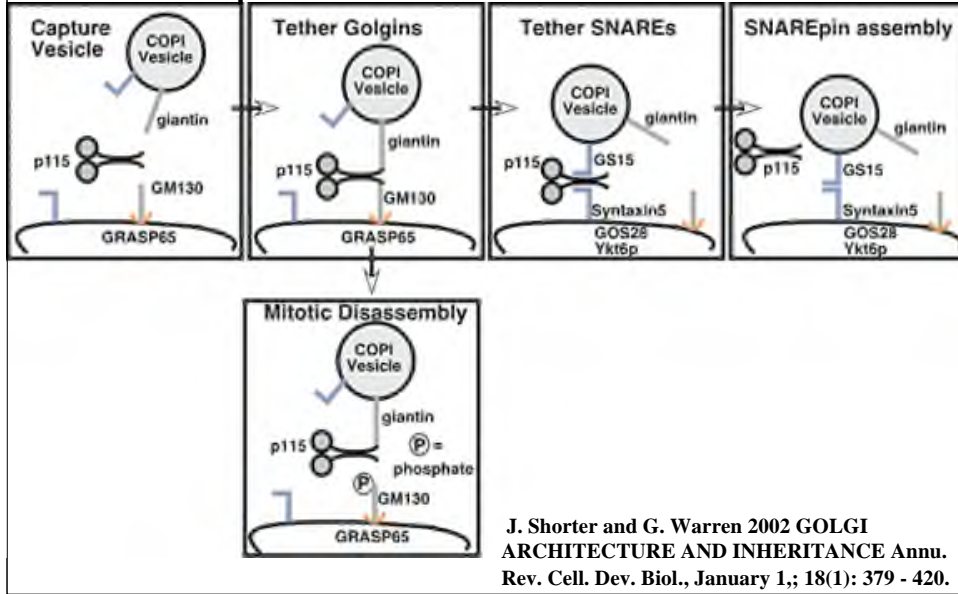 Capture
Vesicle
COPI
Vesicle
giantin
p115
GM130
GRASP65
Tether Golgins
COPI
Vesicle
giantin
p115
GM130
GRASP65
Tether SNAREs
COPI
Vesicle
giantin
p115
GS15
Syntaxin5
GOS28
Ykt6p
SNAREpin assembly
COPI
Vesicle
giantin
p115
GS15
Syntaxin5
GOS28
Ykt6p
Mitotic Disassembly
COPI
Vesicle
giantin
p115
P =
phosphate
P
GM130
GRASP65
J. Shorter and G. Warren 2002 GOLGI
ARCHITECTURE AND INHERITANCE Annu.
Rev. Cell. Dev. Biol., January 1,; 18(1): 379 - 420.